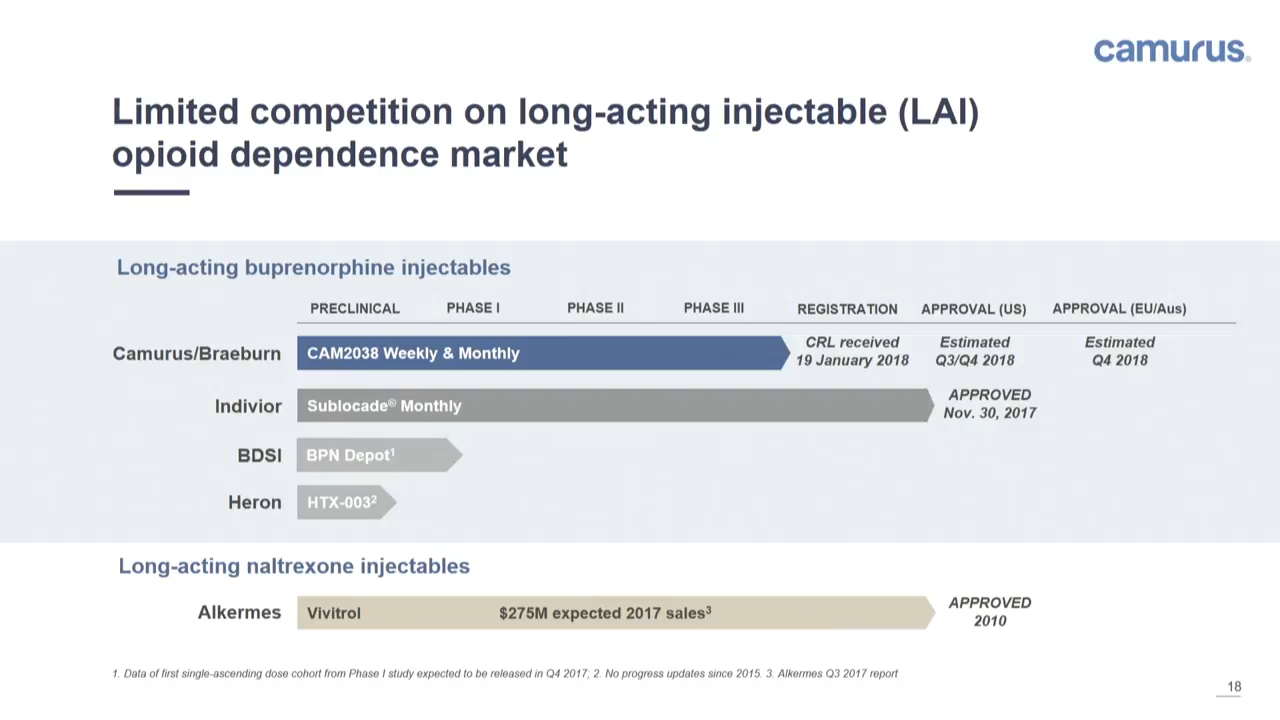 camurus®
Limited competition on long-acting injectable (LAI)
opioid dependence market
Long-acting buprenorphine injectables
PRECLINICAL PHASE I PHASE II PHASE III REGISTRATION APPROVAL (US) APPROVAL (EU/Aus)
Camurus/Braeburn CAM2038 Weekly & Monthly CRL received Estimated Estimated
19 January 2018 Q3/Q4 2018 Q4 2018
Indivior Sublocade® Monthly APPROVED
Nov. 30, 2017
BDSI BPN Depot¹
Heron HTX-003²
Long-acting naltrexone injectables
Alkermes Vivitrol $275M expected 2017 sales³ APPROVED
2010
1. Data of first single-ascending dose cohort from Phase I study expected to be released in Q4 2017; 2. No progress updates since 2015. 3. Alkermes Q3 2017 report
18